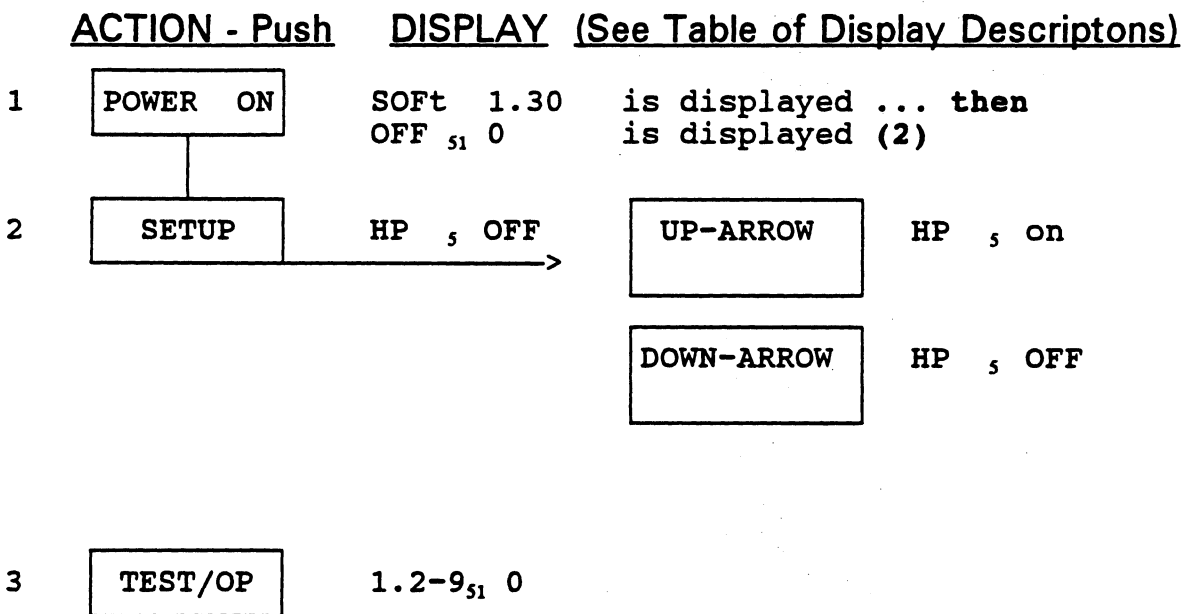 ACTION - Push DISPLAY (See Table of Display Descriptons)
1 POWER ON SOFt 1.30 is displayed ... then
OFF 51 0 is displayed (2)
2 SETUP HP 5 OFF UP-ARROW HP 5 on
DOWN-ARROW HP 5 OFF
3 TEST/OP 1.2-951 0